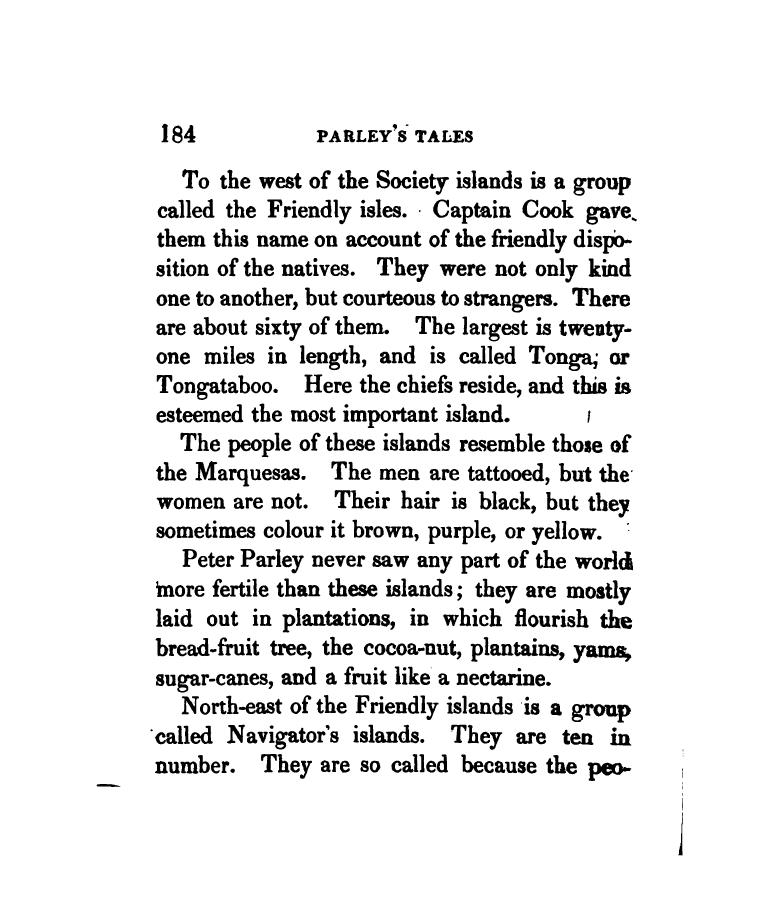 184 PARLEY'S TALES
To the west of the Society islands is a group
called the Friendly isles. Captain Cook gave
them this name on account of the friendly dispo-
sition of the natives. They were not only kind
one to another, but courteous to strangers. There
are about sixty of them. The largest is twenty-
one miles in length, and is called Tonga, or
Tongataboo. Here the chiefs reside, and this is
esteemed the most important island.
The people of these islands resemble those of
the Marquesas. The men are tattooed, but the
women are not. Their hair is black, but they
sometimes colour it brown, purple, or yellow.
Peter Parley never saw any part of the world
more fertile than these islands; they are mostly
laid out in plantations, in which flourish the
bread-fruit tree, the cocoa-nut, plantains, yams,
sugar-canes, and a fruit like a nectarine.
North-east of the Friendly islands is a group
called Navigator's islands. They are ten in
number. They are so called because the peo-